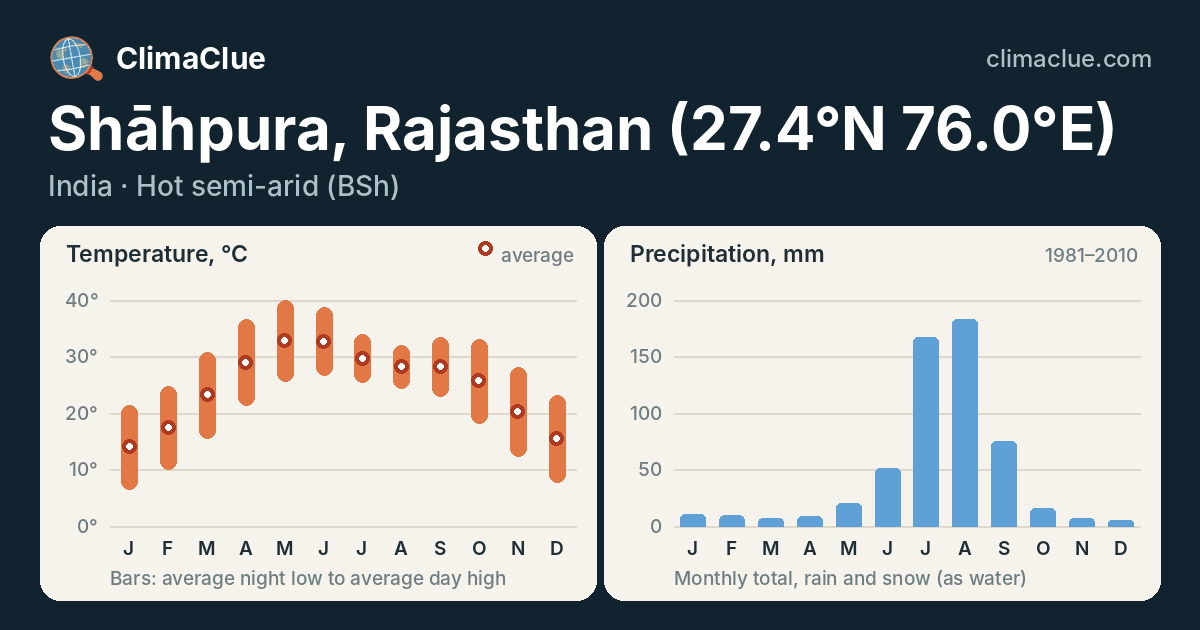 ClimaClue
climaclue.com
Shāhpura, Rajasthan (27.4°N 76.0°E)
India · Hot semi-arid (BSh)
Temperature, °C
average
40°
30°
20°
10°
0°
J F M A M J J A S O N D
Bars: average night low to average day high
Precipitation, mm
1981–2010
200
150
100
50
0
J F M A M J J A S O N D
Monthly total, rain and snow (as water)